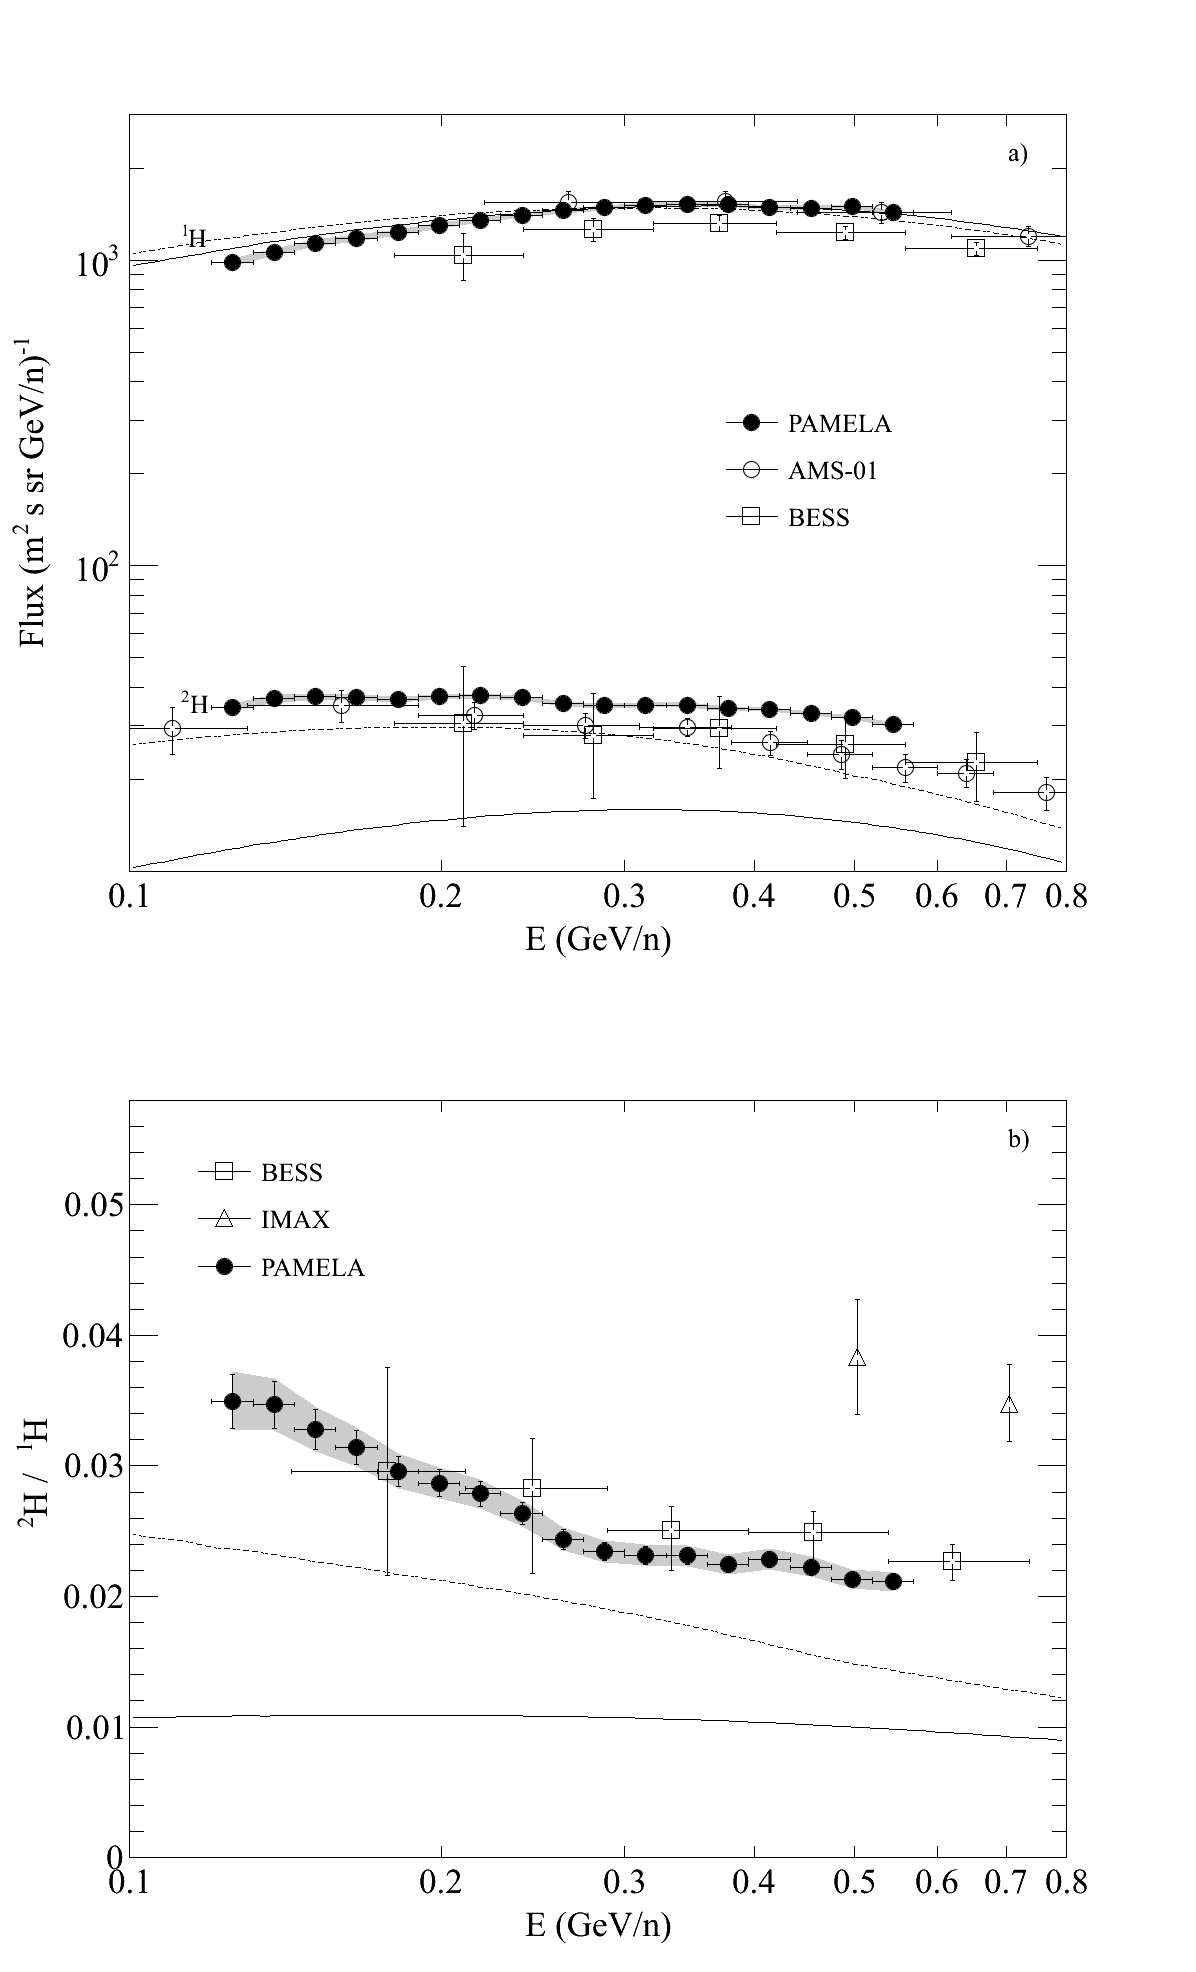 a)
¹H
10³
Flux (m² s sr GeV/n)⁻¹
PAMELA
AMS-01
BESS
10²
²H
0.1 0.2 0.3 0.4 0.5 0.6 0.7 0.8
E (GeV/n)
b)
BESS
0.05
IMAX
PAMELA
0.04
²H / ¹H
0.03
0.02
0.01
0
0.1 0.2 0.3 0.4 0.5 0.6 0.7 0.8
E (GeV/n)